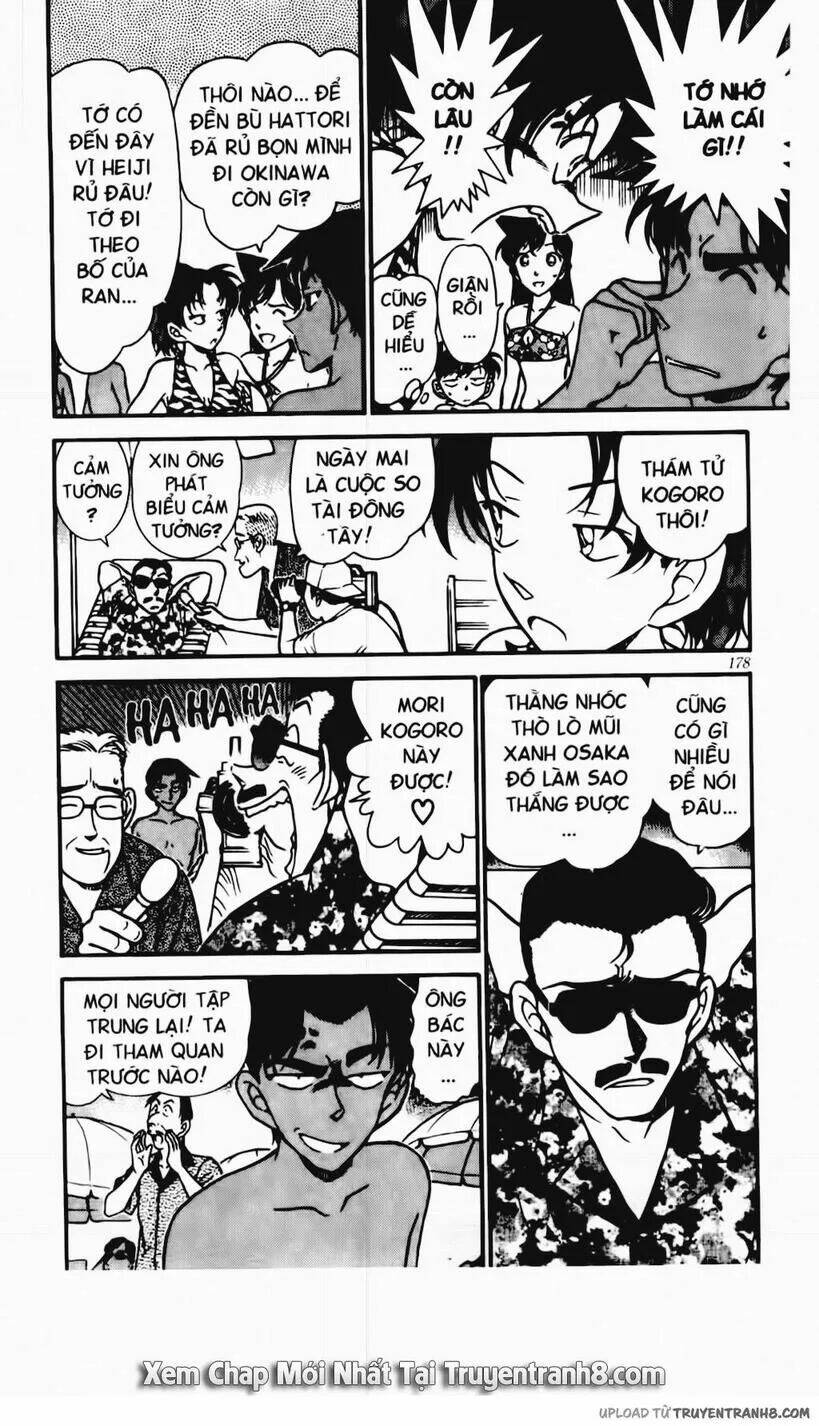 TỚ NHỚ
LÀM CÁI
GÌ!!
CÒN
LÂU
!!
GIẬN
RỒI
...
CŨNG
DỄ
HIỂU
...
THÔI NÀO... ĐỂ
ĐỀN BÙ HATTORI
ĐÃ RỦ BỌN MÌNH
ĐI OKINAWA
CÒN GÌ?
TỚ CÓ
ĐẾN ĐÂY
VÌ HEIJI
RỦ ĐÂU!
TỚ ĐI
THEO
BỐ CỦA
RAN...
THÁM TỬ
KOGORO
THÔI!
NGÀY MAI
LÀ CUỘC SO
TÀI ĐÔNG
TÂY!
XIN ÔNG
PHÁT
BIỂU CẢM
TƯỞNG?
CẢM
TƯỞNG
?
178
CŨNG
CÓ GÌ
NHIỀU
ĐỂ NÓI
ĐÂU...
THẰNG NHÓC
THÒ LÒ MŨI
XANH OSAKA
ĐÓ LÀM SAO
THẮNG ĐƯỢC
...
MORI
KOGORO
NÀY
ĐƯỢC!
♡
HA HA HA
ÔNG
BÁC
NÀY
...
MỌI NGƯỜI TẬP
TRUNG LẠI! TA
ĐI THAM QUAN
TRƯỚC NÀO!
Xem Chap Mới Nhất Tại Truyentranh8.com
UPLOAD TỪ TRUYENTRANH8.COM